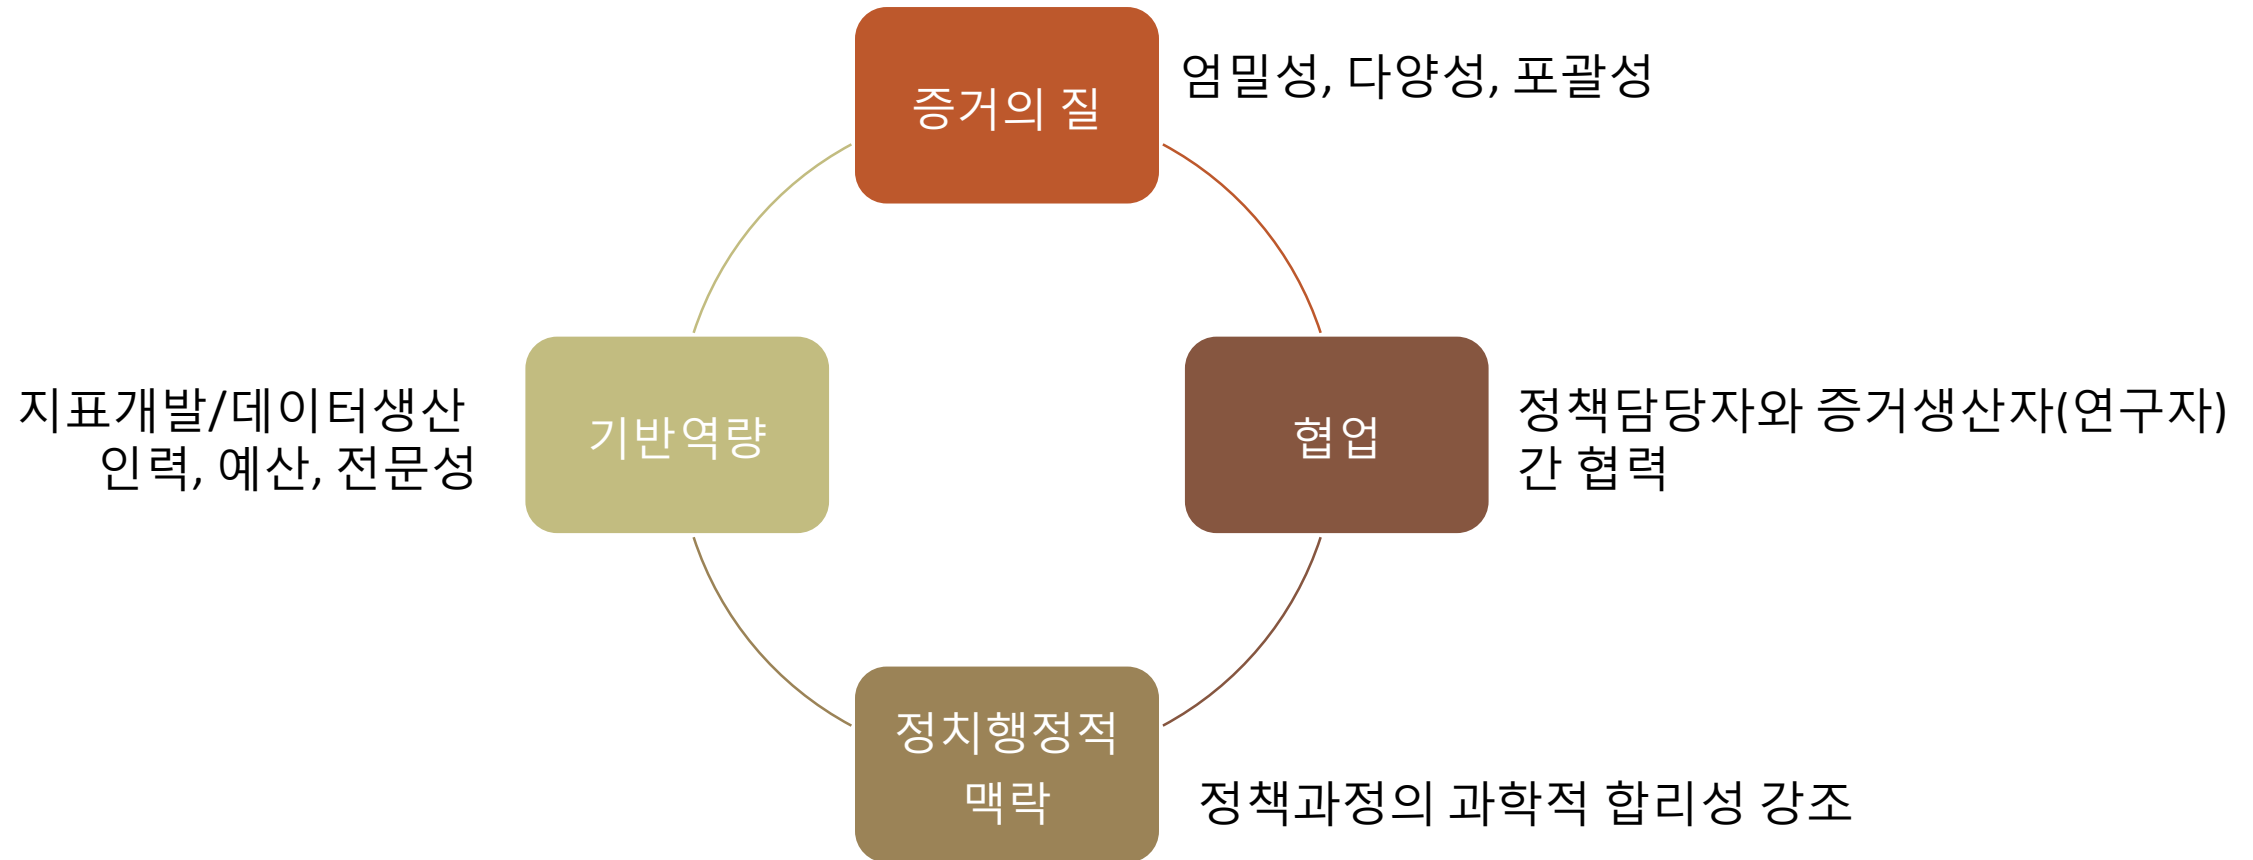 증거의 질
엄밀성, 다양성, 포괄성
지표개발/데이터생산
인력, 예산, 전문성
기반역량
협업
정책담당자와 증거생산자(연구자)
간 협력
정치행정적
맥락
정책과정의 과학적 합리성 강조